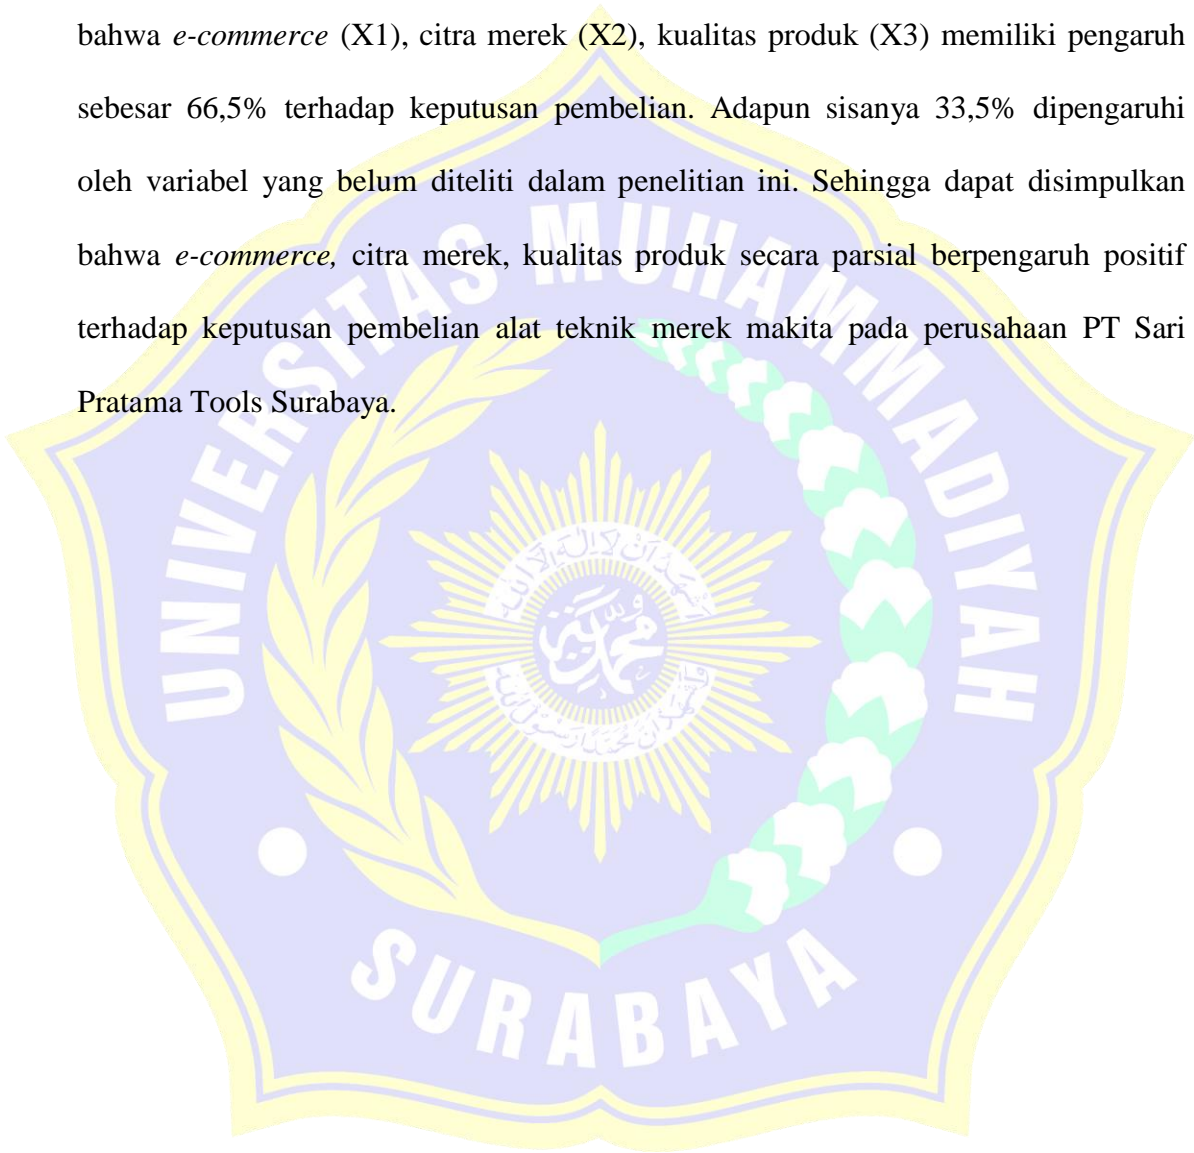 bahwa e-commerce (X1), citra merek (X2), kualitas produk (X3) memiliki pengaruh
sebesar 66,5% terhadap keputusan pembelian. Adapun sisanya 33,5% dipengaruhi
oleh variabel yang belum diteliti dalam penelitian ini. Sehingga dapat disimpulkan
bahwa e-commerce, citra merek, kualitas produk secara parsial berpengaruh positif
terhadap keputusan pembelian alat teknik merek makita pada perusahaan PT Sari
Pratama Tools Surabaya.
UNIVERSITAS MUHAMMADIYAH
SURABAYA